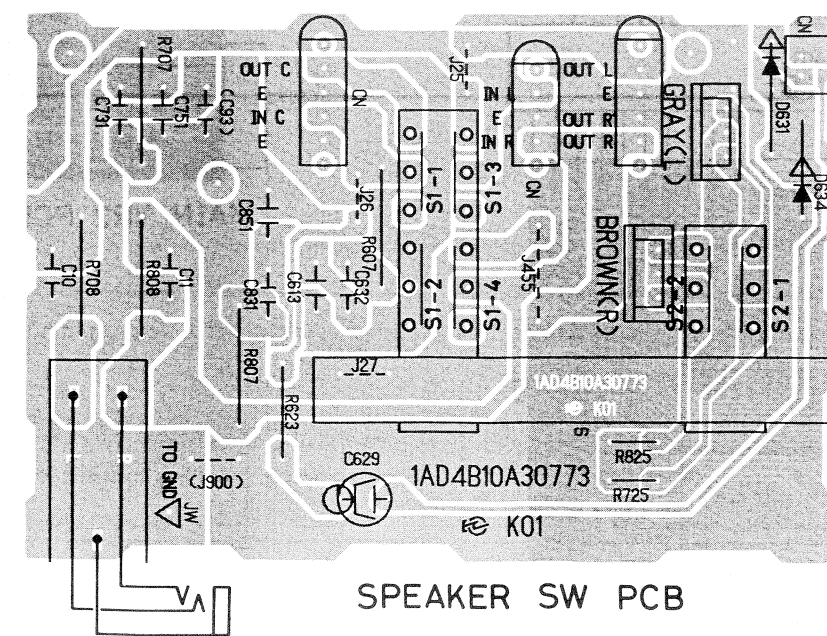 R707
C731
C751
(C93)
OUT C
E
IN C
E
CN
J25
IN L
E
IN R
CN
OUT L
E
OUT R
OUT R
GRAY(L)
CN
D631
D634
S1-1
S1-3
J26
C851
R607
BROWN(R)
C10
R708
R808
C11
C831
C613
C632
S1-2
S1-4
J455
S2-2
S2-1
R807
J27
R623
1AD4B10A30773
K01
R825
R725
C629
1AD4B10A30773
K01
TO GND
(J900)
JW
SPEAKER SW PCB